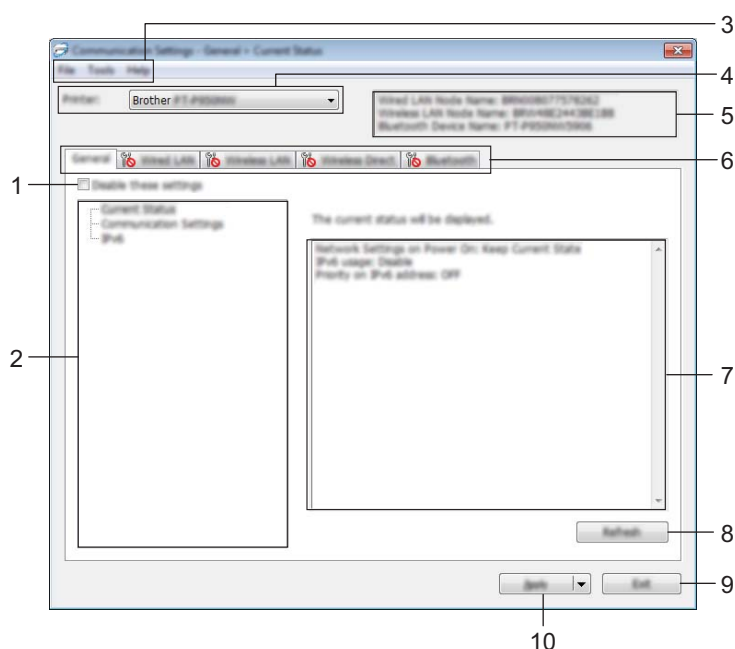 3
Communication Settings - General > Current Status
File Tools Help
4
Printer: Brother PT-P950NW
Wired LAN Node Name:
Wireless LAN Node Name:
Bluetooth Device Name:
5
General Wired LAN Wireless LAN Wireless Direct Bluetooth
6
1
Disable these settings
Current Status
Communication Settings
IPv6
The current status will be displayed.
Network Settings on Power On: Keep Current State
IPv6 usage: Disable
Priority on IPv6 address: OFF
2
7
Refresh
8
Apply
Exit
9
10